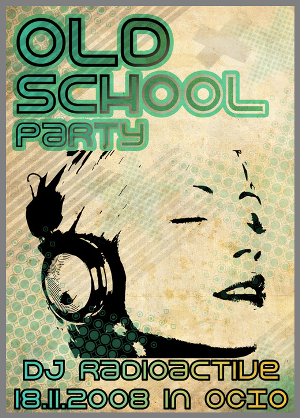 OLD
SCHOOL
PARTY
DJ RADIOACTIVE
18.11.2008 IN OCIO